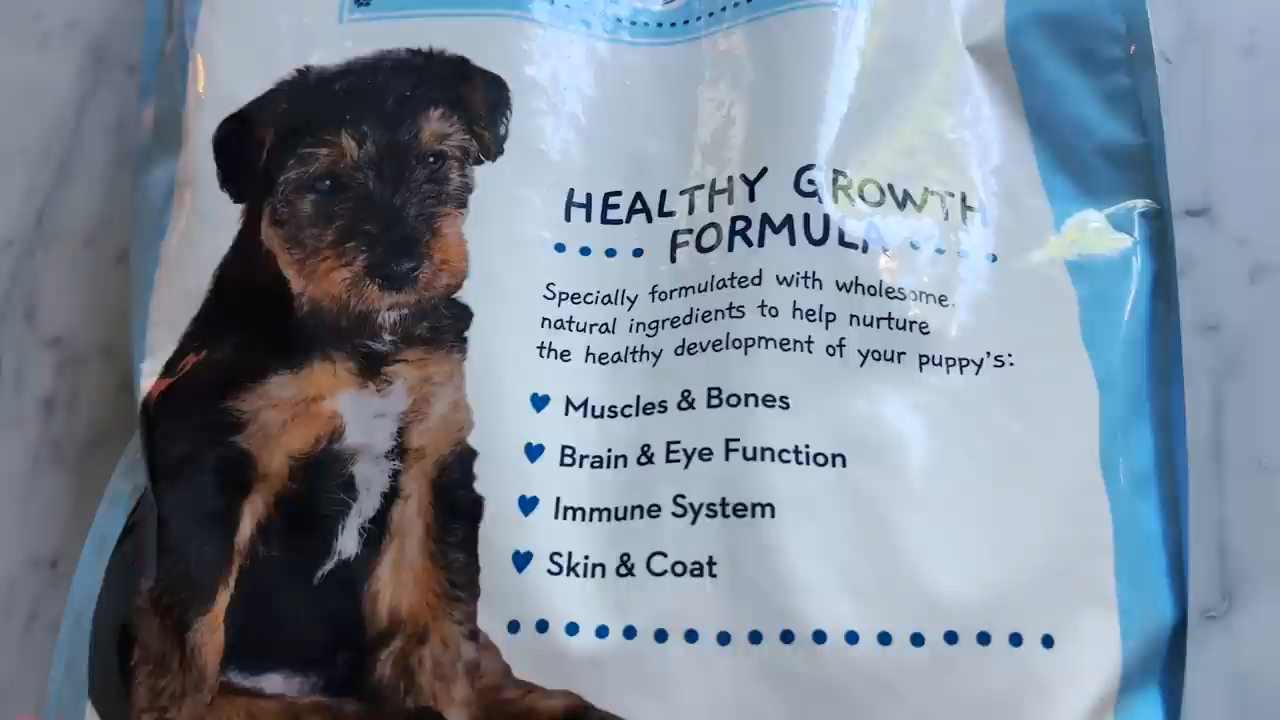 HEALTHY GROWTH
FORMULA
Specially formulated with wholesome,
natural ingredients to help nurture
the healthy development of your puppy's:
Muscles & Bones
Brain & Eye Function
Immune System
Skin & Coat